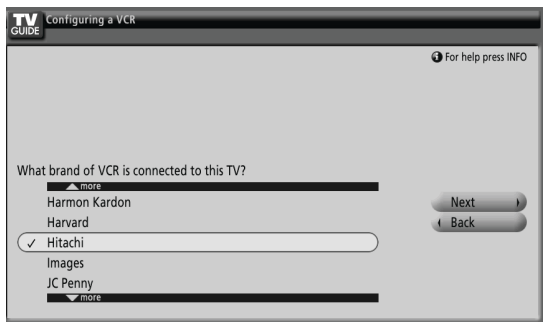 TV GUIDE
Configuring a VCR
i For help press INFO
What brand of VCR is connected to this TV?
more
Harmon Kardon
Harvard
Hitachi
Images
JC Penny
more
Next
Back